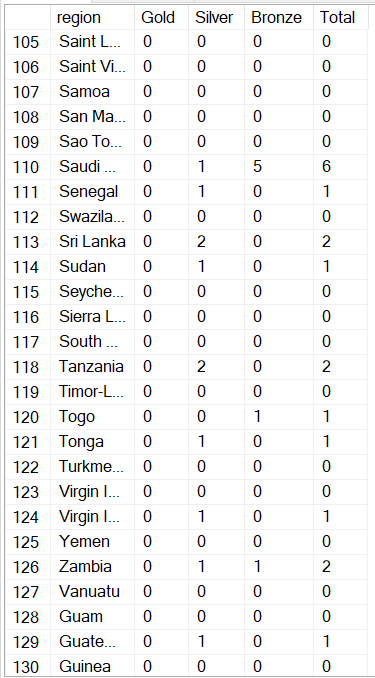 region Gold Silver Bronze Total
105 Saint L... 0 0 0 0
106 Saint Vi... 0 0 0 0
107 Samoa 0 0 0 0
108 San Ma... 0 0 0 0
109 Sao To... 0 0 0 0
110 Saudi ... 0 1 5 6
111 Senegal 0 1 0 1
112 Swazila... 0 0 0 0
113 Sri Lanka 0 2 0 2
114 Sudan 0 1 0 1
115 Seyche... 0 0 0 0
116 Sierra L... 0 0 0 0
117 South ... 0 0 0 0
118 Tanzania 0 2 0 2
119 Timor-L... 0 0 0 0
120 Togo 0 0 1 1
121 Tonga 0 1 0 1
122 Turkme... 0 0 0 0
123 Virgin I... 0 0 0 0
124 Virgin I... 0 1 0 1
125 Yemen 0 0 0 0
126 Zambia 0 1 1 2
127 Vanuatu 0 0 0 0
128 Guam 0 0 0 0
129 Guate... 0 1 0 1
130 Guinea 0 0 0 0